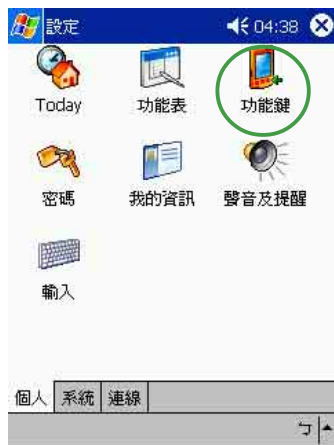 設定 04:38
Today 功能表 功能鍵
密碼 我的資訊 聲音及提醒
輸入
個人 系統 連線
ㄅ